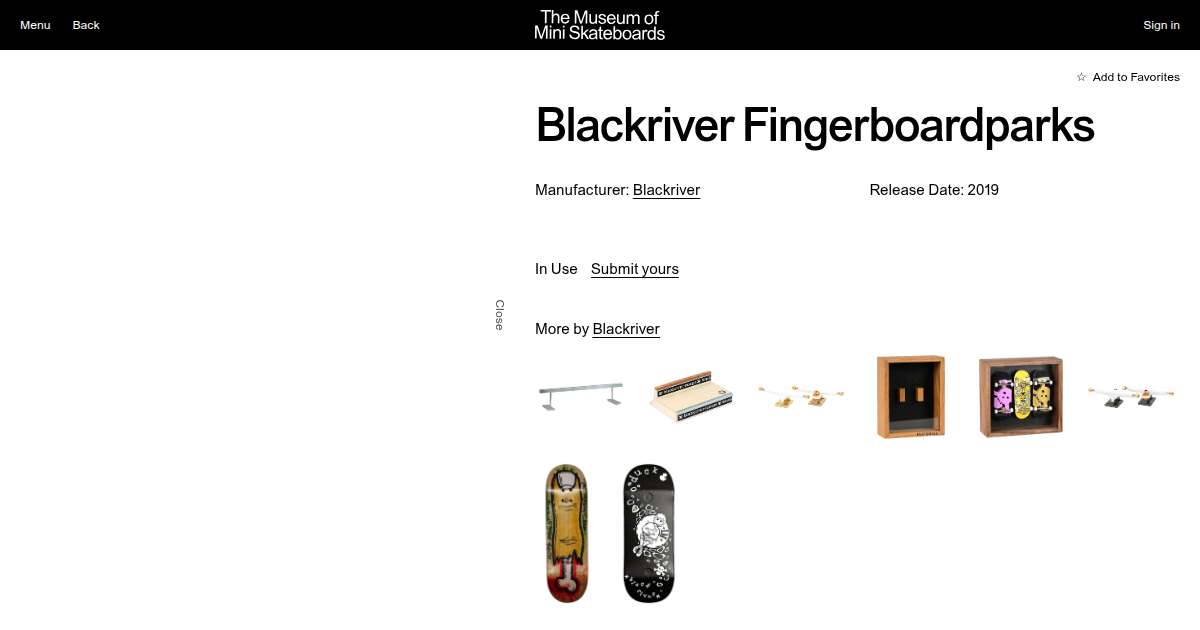 Menu
Back
The Museum of
Mini Skateboards
Sign in
☆ Add to Favorites
Blackriver Fingerboardparks
Manufacturer: Blackriver
Release Date: 2019
In Use
Submit yours
Close
More by Blackriver